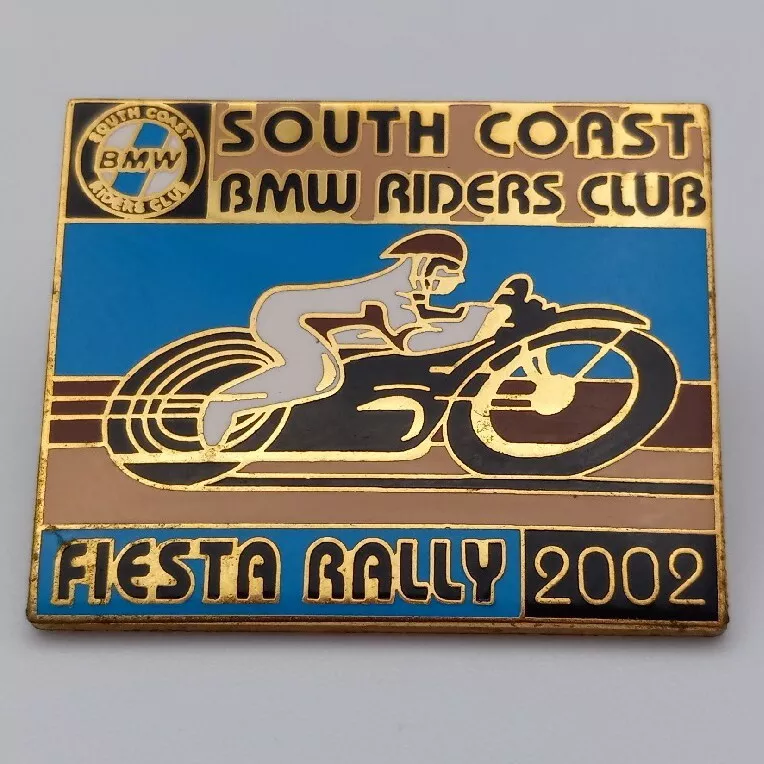 SOUTH COAST
BMW
RIDERS CLUB
SOUTH COAST
BMW RIDERS CLUB
FIESTA RALLY
2002